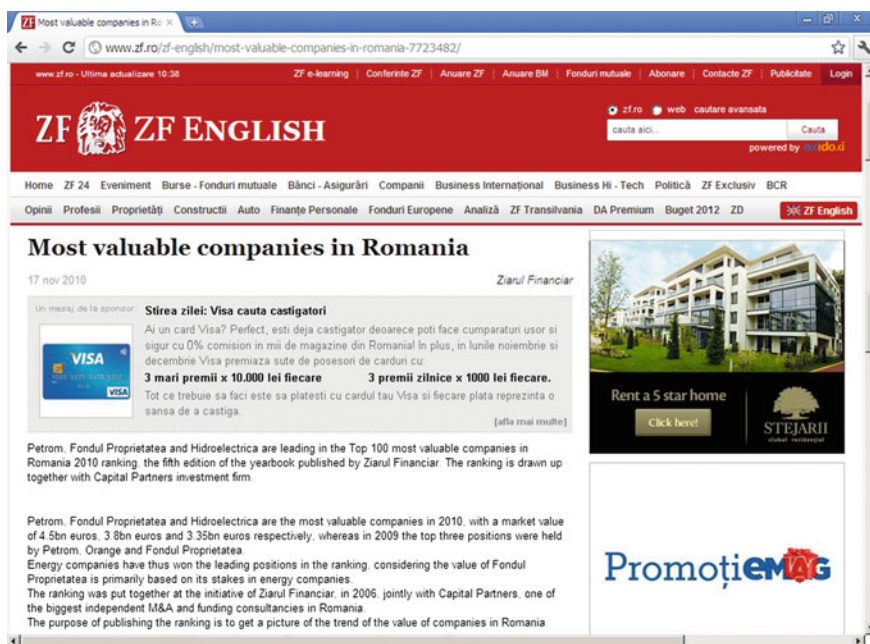 Most valuable companies in Ro
www.zf.ro/zf-english/most-valuable-companies-in-romania-7723482/
www.zf.ro - Ultima actualizare 10:38 ZF e-learning | Conferinte ZF | Anuare ZF | Anuare BM | Fonduri mutuale | Abonare | Contacte ZF | Publicitate Login
ZF ZF ENGLISH
zf.ro web cautare avansata
cauta aici... Cauta
powered by
Home ZF 24 Eveniment Burse - Fonduri mutuale Bănci - Asigurări Companii Business Internaţional Business Hi - Tech Politică ZF Exclusiv BCR
Opinii Profesii Proprietăţi Constructii Auto Finanţe Personale Fonduri Europene Analiză ZF Transilvania DA Premium Buget 2012 ZD ZF English
Most valuable companies in Romania
17 nov 2010 Ziarul Financiar
Un mesaj de la sponsor: Stirea zilei: Visa cauta castigatori
Ai un card Visa? Perfect, esti deja castigator deoarece poti face cumparaturi usor si
sigur cu 0% comision in mii de magazine din Romania! In plus, in lunile noiembrie si
decembrie Visa premiaza sute de posesori de carduri cu:
3 mari premii x 10.000 lei fiecare 3 premii zilnice x 1000 lei fiecare.
Tot ce trebuie sa faci este sa platesti cu cardul tau Visa si fiecare plata reprezinta o
sansa de a castiga.
[afla mai multe]
VISA
VISA
Petrom, Fondul Proprietatea and Hidroelectrica are leading in the Top 100 most valuable companies in
Romania 2010 ranking, the fifth edition of the yearbook published by Ziarul Financiar. The ranking is drawn up
together with Capital Partners investment firm.
Petrom, Fondul Proprietatea and Hidroelectrica are the most valuable companies in 2010, with a market value
of 4.5bn euros, 3.8bn euros and 3.35bn euros respectively, whereas in 2009 the top three positions were held
by Petrom, Orange and Fondul Proprietatea.
Energy companies have thus won the leading positions in the ranking, considering the value of Fondul
Proprietatea is primarily based on its stakes in energy companies.
The ranking was put together at the initiative of Ziarul Financiar, in 2006, jointly with Capital Partners, one of
the biggest independent M&A and funding consultancies in Romania.
The purpose of publishing the ranking is to get a picture of the trend of the value of companies in Romania
Rent a 5 star home
Click here!
STEJARII
clubul rezidential
Promoţii eMAG